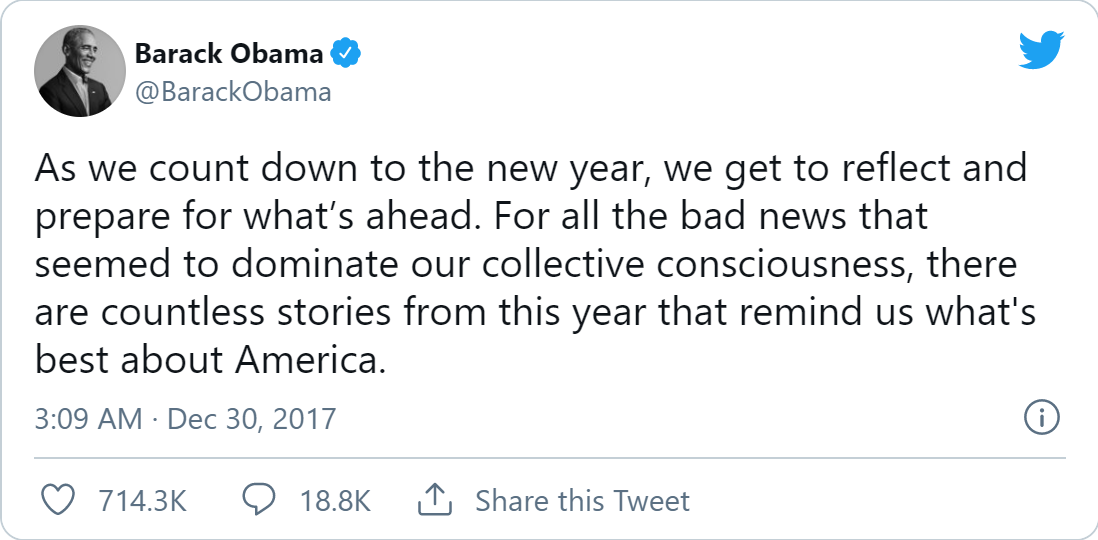 Barack Obama
@BarackObama
As we count down to the new year, we get to reflect and
prepare for what’s ahead. For all the bad news that
seemed to dominate our collective consciousness, there
are countless stories from this year that remind us what's
best about America.
3:09 AM · Dec 30, 2017
714.3K 18.8K Share this Tweet